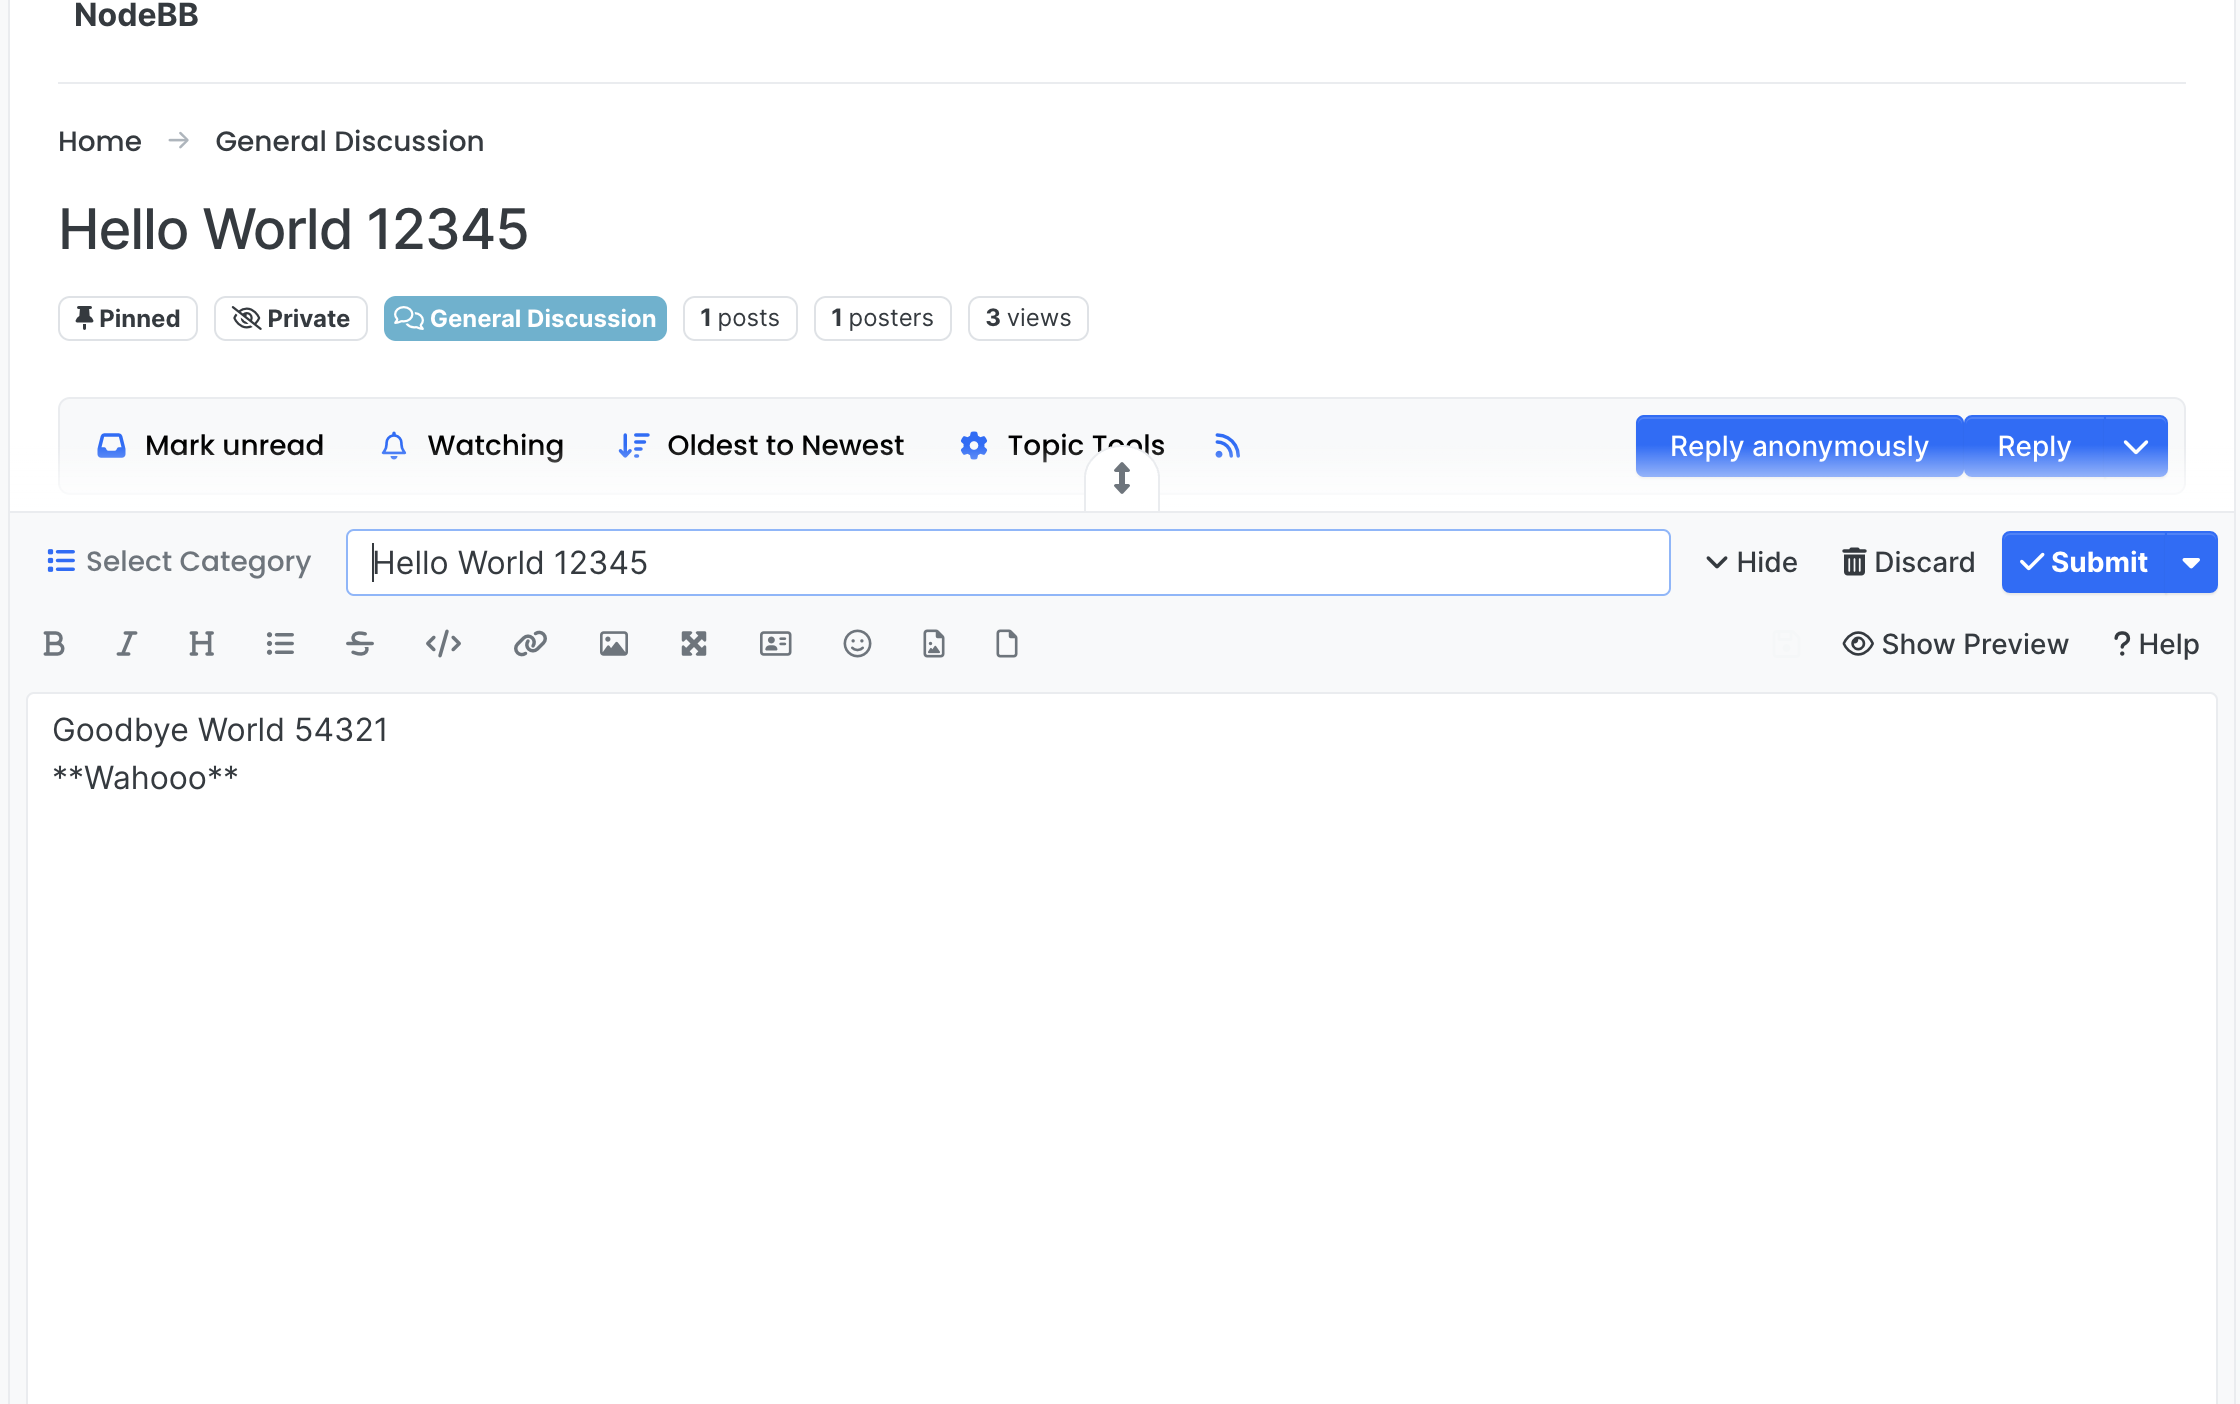 NodeBB
Home → General Discussion
Hello World 12345
Pinned Private General Discussion 1 posts 1 posters 3 views
Mark unread Watching Oldest to Newest Topic Tools Reply anonymously Reply
Select Category Hello World 12345 Hide Discard Submit
B I H S </> Show Preview ? Help
Goodbye World 54321
**Wahooo**